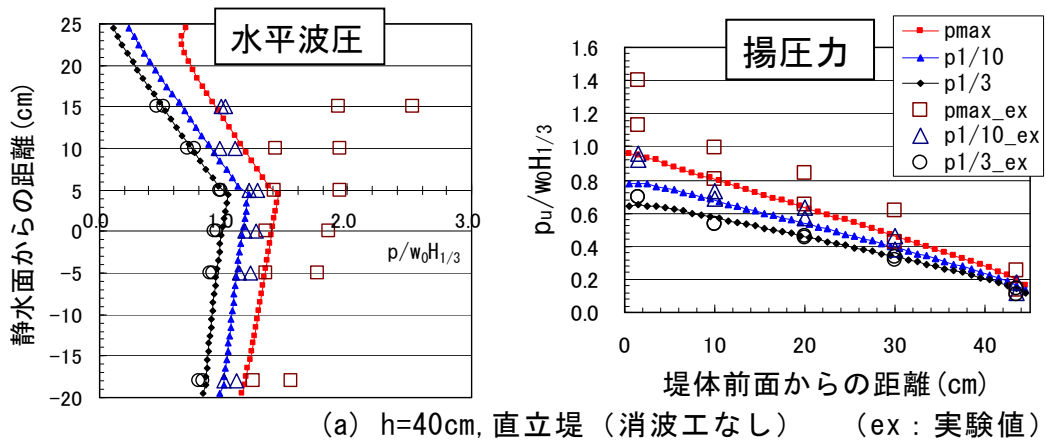 水平波圧
静水面からの距離(cm)
25
20
15
10
5
0
-5
-10
-15
-20
0.0
1.0
2.0
3.0
p/w0H1/3
揚圧力
pu/w0H1/3
1.6
1.4
1.2
1.0
0.8
0.6
0.4
0.2
0.0
0
10
20
30
40
堤体前面からの距離(cm)
pmax
p1/10
p1/3
pmax_ex
p1/10_ex
p1/3_ex
(a) h=40cm,直立堤（消波工なし） （ex：実験値）